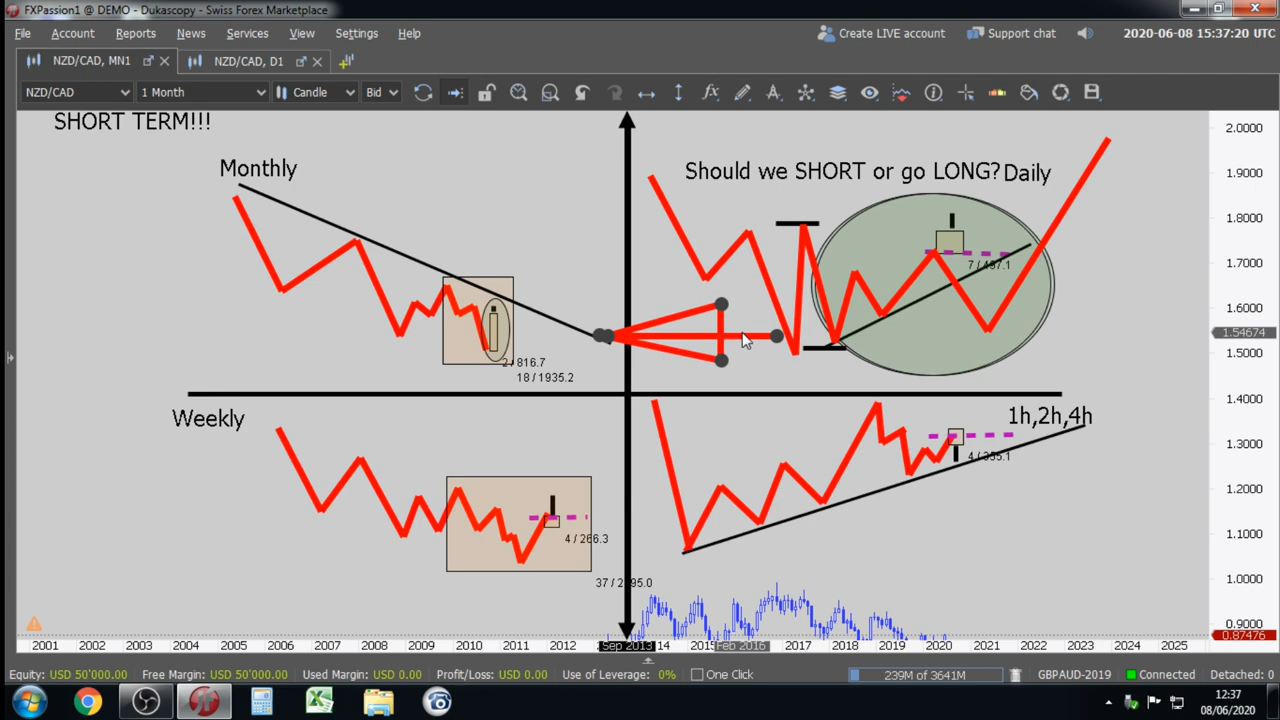 FXPassion1 @ DEMO - Dukascopy - Swiss Forex Marketplace
File Account Reports News Services View Settings Help
Create LIVE account Support chat 2020-06-08 15:37:20 UTC
NZD/CAD, MN1 NZD/CAD, D1
NZD/CAD 1 Month Candle Bid
SHORT TERM!!!
Monthly
Should we SHORT or go LONG? Daily
7 / 497.1
2 / 816.7
18 / 1935.2
Weekly
1h,2h,4h
4 / 355.1
4 / 266.3
2.0000
1.9000
1.8000
1.7000
1.6000
1.54674
1.5000
1.4000
1.3000
1.2000
1.1000
1.0000
0.9000
0.87476
2001 2002 2003 2004 2005 2006 2007 2008 2009 2010 2011 2012 Sep 2013 14 2015 Feb 2016 2017 2018 2019 2020 2021 2022 2023 2024 2025
Equity: USD 50'000.00 Free Margin: USD 50'000.00 Used Margin: USD 0.00 Profit/Loss: USD 0.00 Use of Leverage: 0% One Click 239M of 3641M GBPAUD-2019 Connected Detached: 0
12:37
08/06/2020